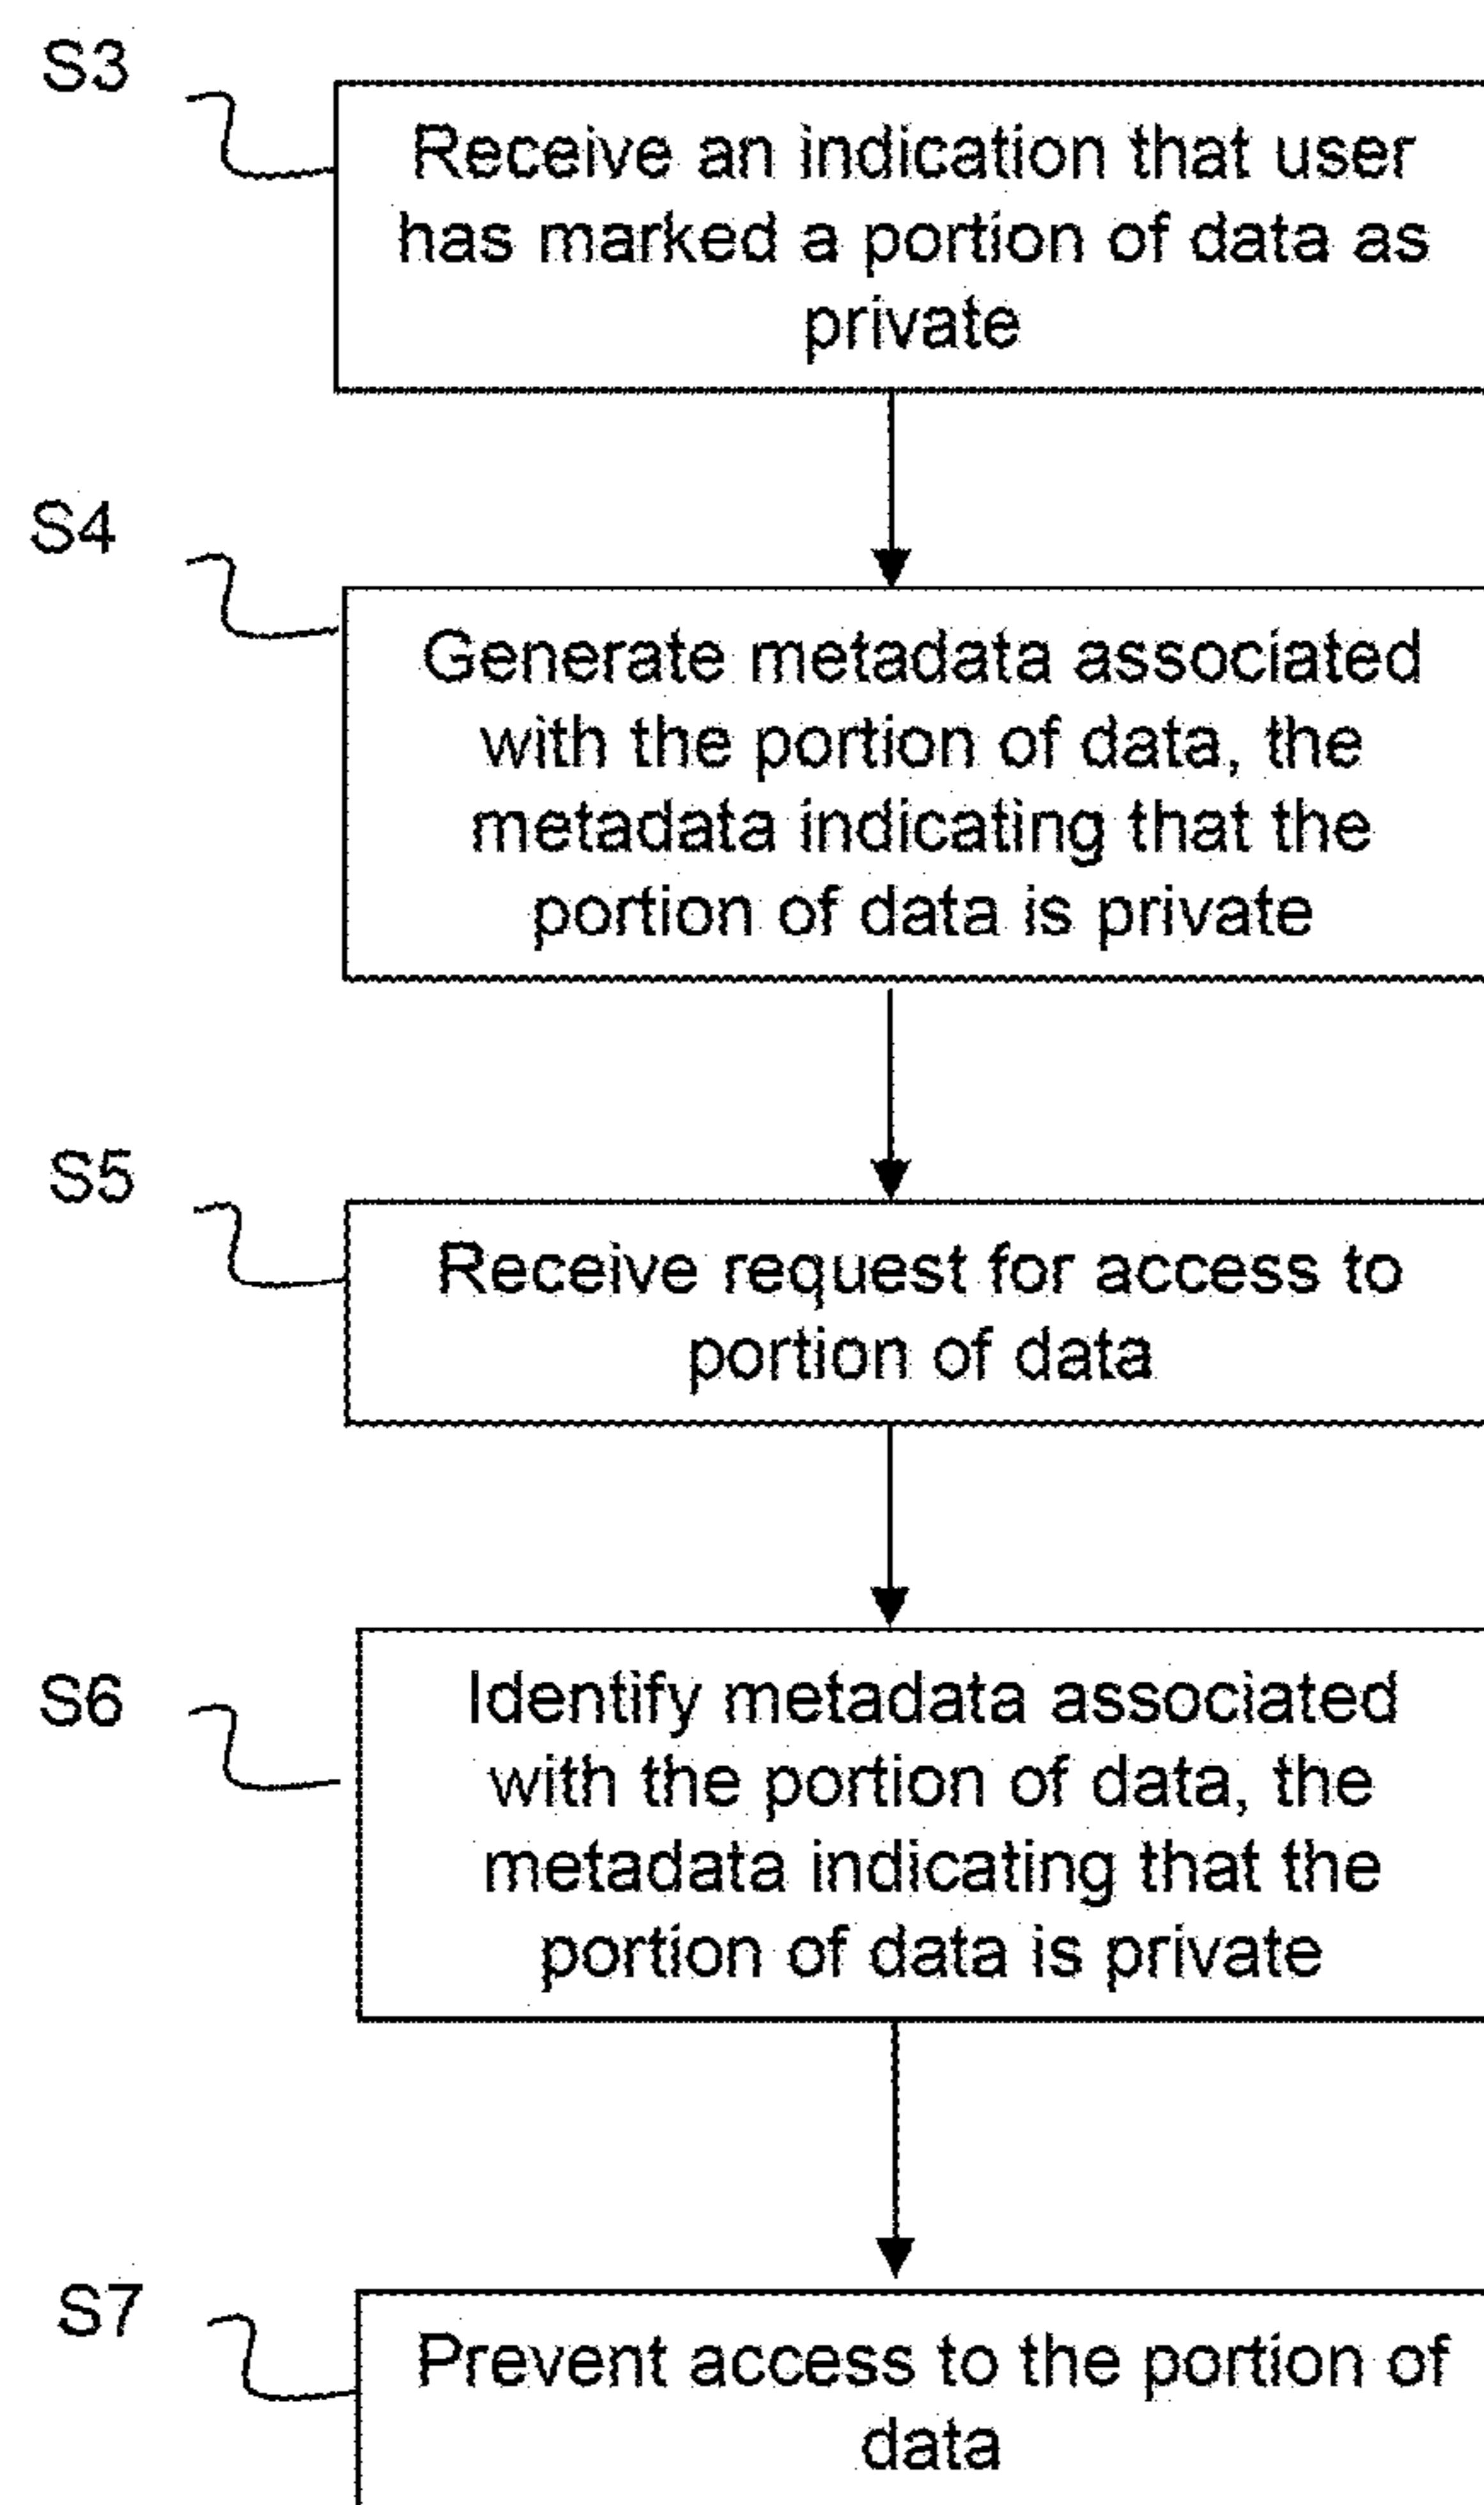 S3
Receive an indication that user
has marked a portion of data as
private
S4
Generate metadata associated
with the portion of data, the
metadata indicating that the
portion of data is private
S5
Receive request for access to
portion of data
S6
Identify metadata associated
with the portion of data, the
metadata indicating that the
portion of data is private
S7
Prevent access to the portion of
data